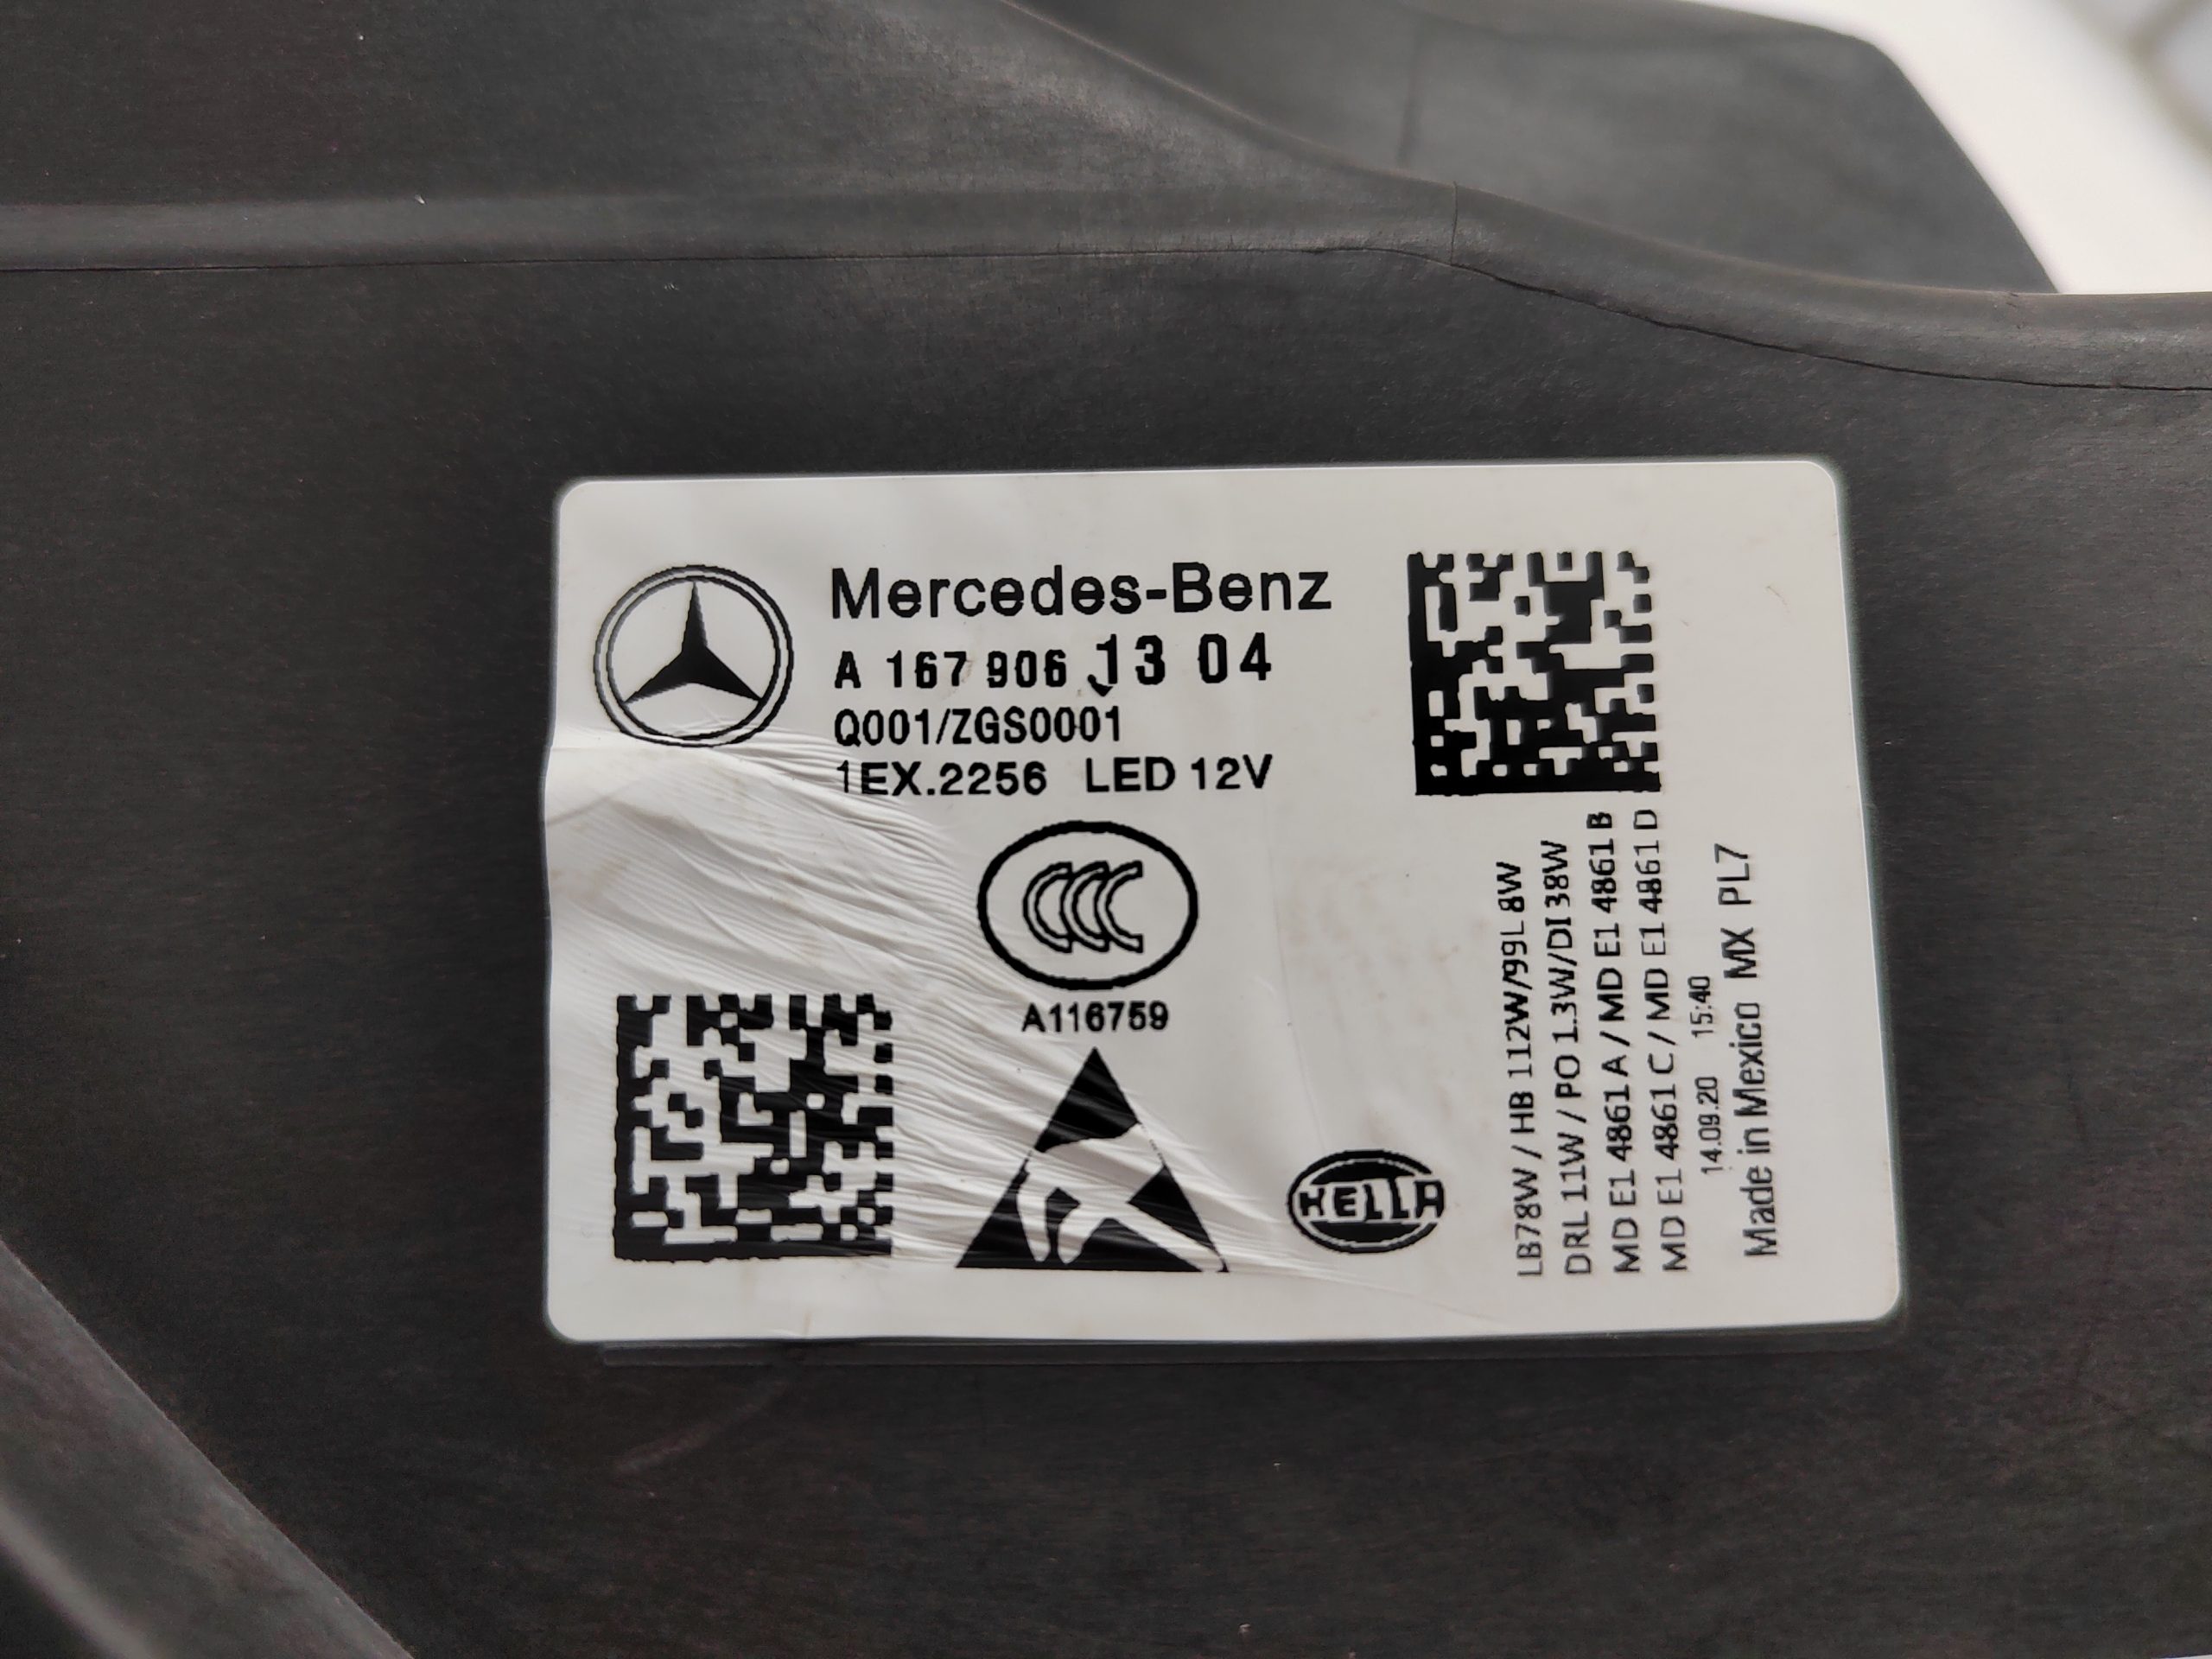 Mercedes-Benz
A 167 906 13 04
Q001/ZGS0001
1EX.2256 LED 12V
CCC
A116759
HELLA
LB78W / HB 112W/99L 8W
DRL 11W / PO 1.3W/DI 38W
MD E1 4861 A / MD E1 4861 B
MD E1 4861 C / MD E1 4861 D
14.09.20 15:40
Made in Mexico MX PL7